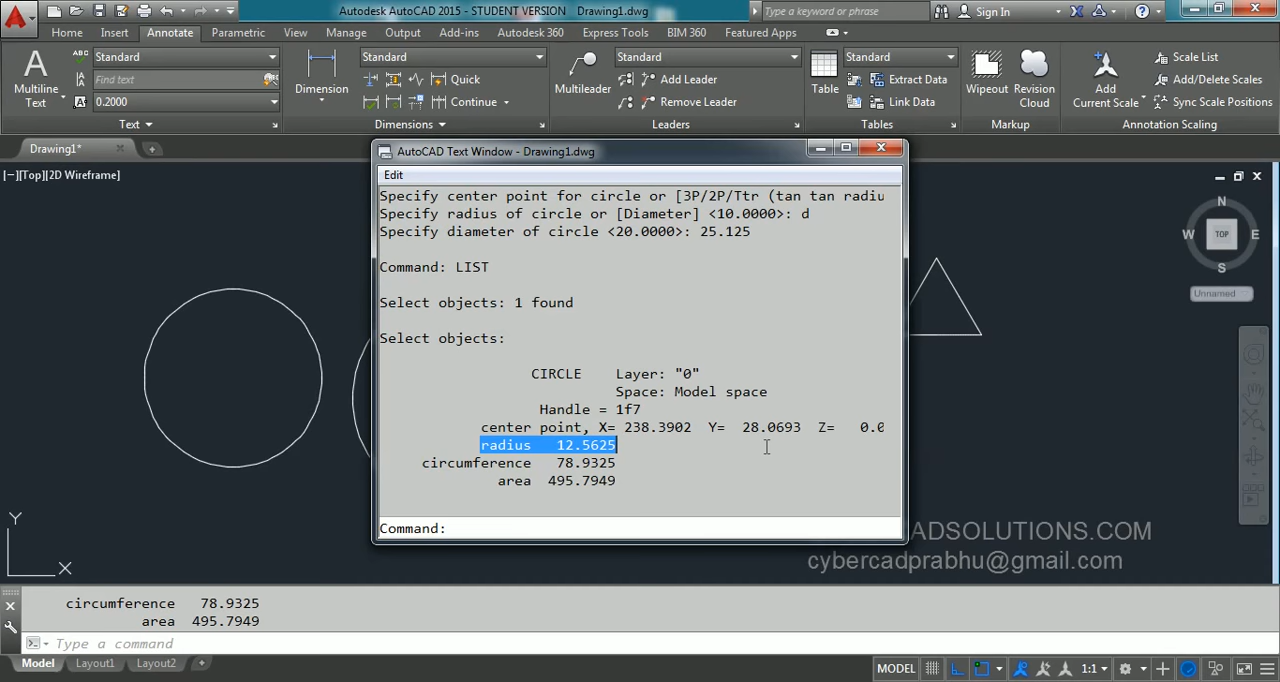 Autodesk AutoCAD 2015 - STUDENT VERSION Drawing1.dwg
Type a keyword or phrase
Sign In
Home Insert Annotate Parametric View Manage Output Add-ins Autodesk 360 Express Tools BIM 360 Featured Apps
Multiline
Text
ABC
Standard
Find text
0.2000
Text
Dimension
Standard
Quick
Continue
Dimensions
Multileader
Standard
Add Leader
Remove Leader
Leaders
Table
Standard
Extract Data
Link Data
Tables
Wipeout
Revision
Cloud
Markup
Add
Current Scale
Scale List
Add/Delete Scales
Sync Scale Positions
Annotation Scaling
Drawing1*
[−][Top][2D Wireframe]
AutoCAD Text Window - Drawing1.dwg
Edit
Specify center point for circle or [3P/2P/Ttr (tan tan radiu
Specify radius of circle or [Diameter] <10.0000>: d
Specify diameter of circle <20.0000>: 25.125
Command: LIST
Select objects: 1 found
Select objects:
CIRCLE Layer: "0"
Space: Model space
Handle = 1f7
center point, X= 238.3902 Y= 28.0693 Z= 0.0
radius 12.5625
circumference 78.9325
area 495.7949
Command:
N
W TOP E
S
Unnamed
Y
X
ADSOLUTIONS.COM
cybercadprabhu@gmail.com
circumference 78.9325
area 495.7949
Type a command
Model Layout1 Layout2 +
MODEL
1:1